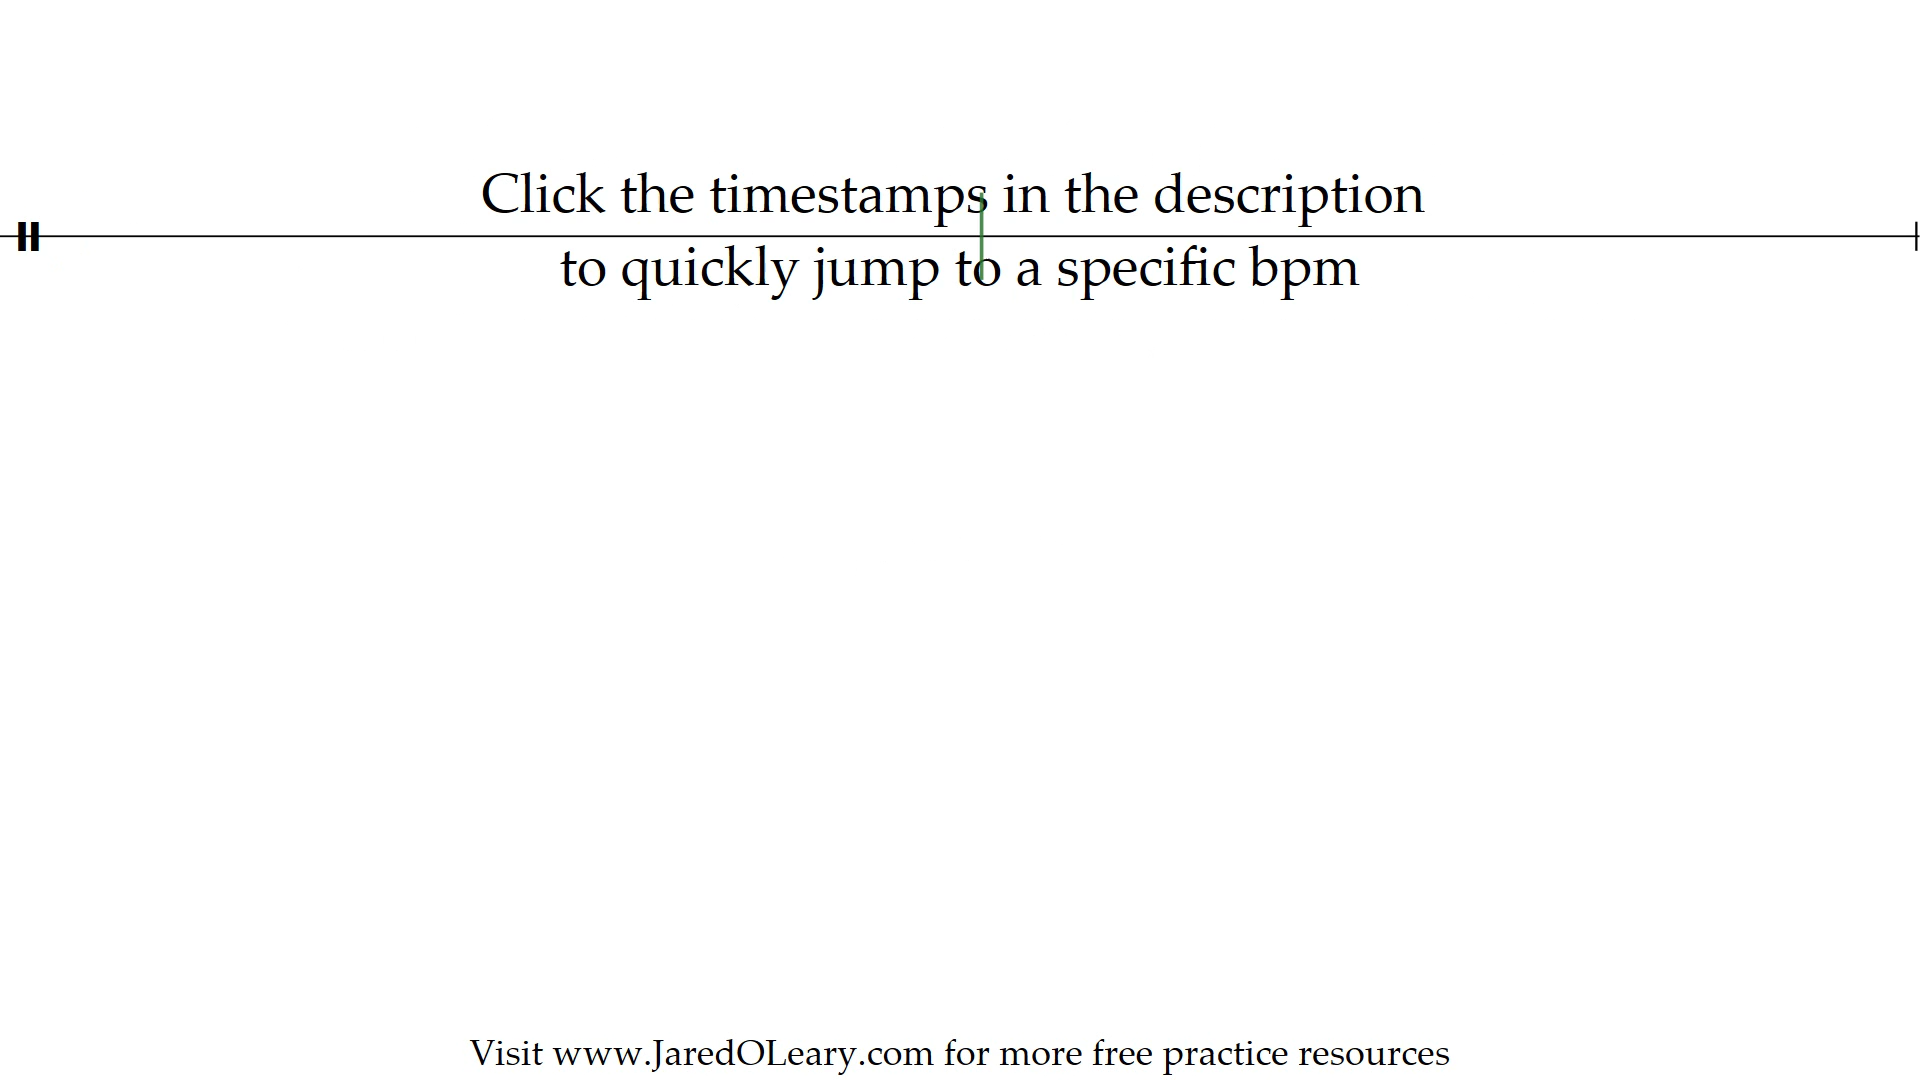 Click the timestamps in the description
to quickly jump to a specific bpm
Visit www.JaredOLeary.com for more free practice resources